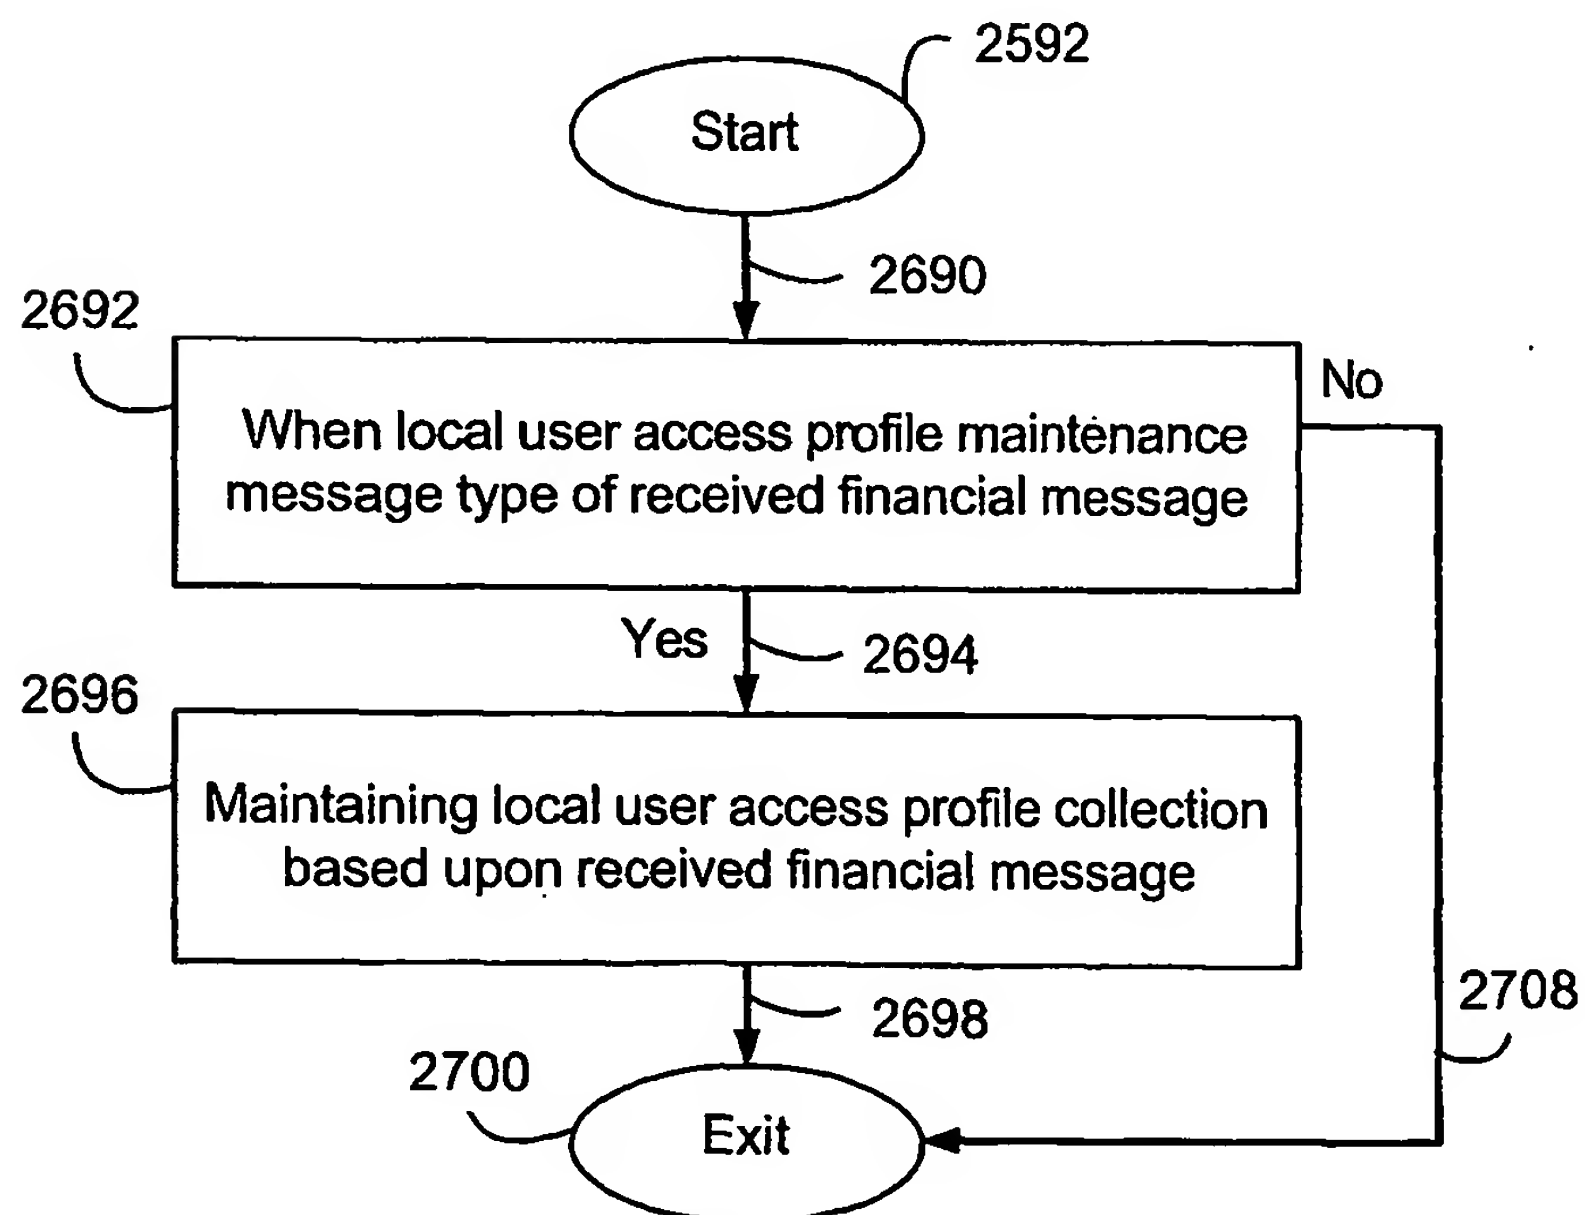 2592
Start
2690
2692
No
When local user access profile maintenance
message type of received financial message
Yes
2694
2696
Maintaining local user access profile collection
based upon received financial message
2698
2708
2700
Exit